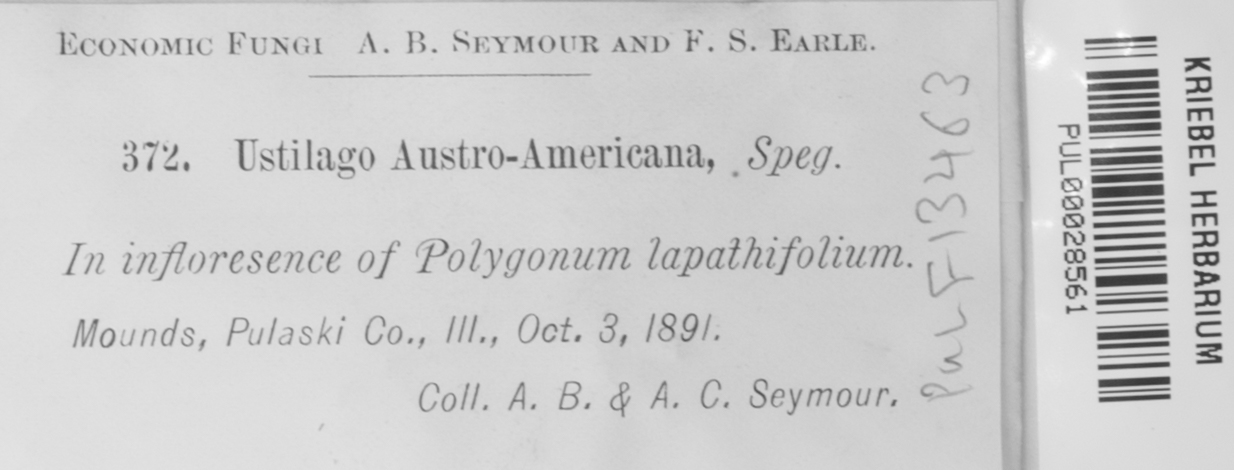 ECONOMIC FUNGI A. B. SEYMOUR AND F. S. EARLE.
372. Ustilago Austro-Americana, Speg.
In infloresence of Polygonum lapathifolium.
Mounds, Pulaski Co., Ill., Oct. 3, 1891.
Coll. A. B. & A. C. Seymour.
PUL F13463
PUL00028561
KRIEBEL HERBARIUM